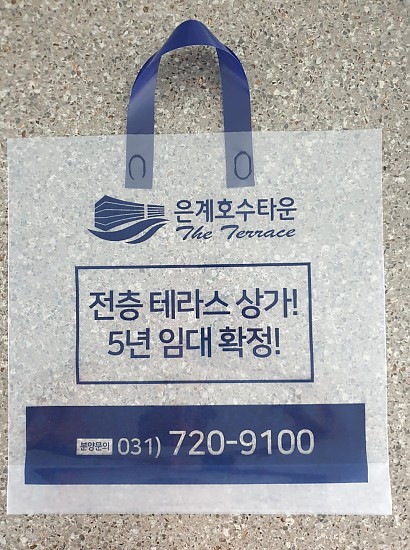 은계호수타운
The Terrace
전층 테라스 상가!
5년 임대 확정!
분양문의 031) 720-9100